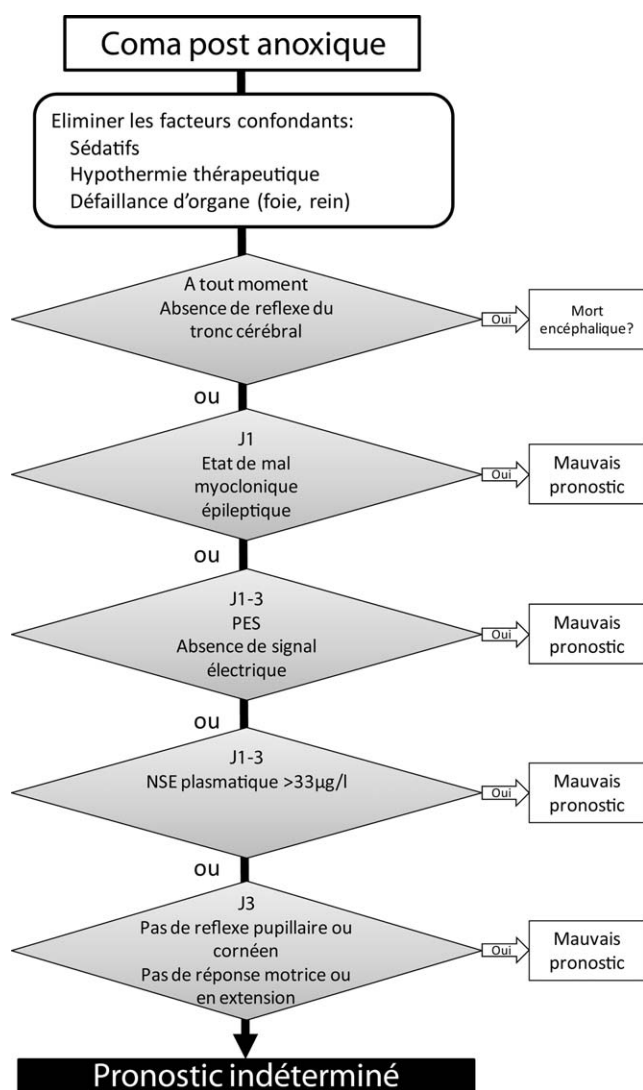 Coma post anoxique
Eliminer les facteurs confondants:
Sédatifs
Hypothermie thérapeutique
Défaillance d'organe (foie, rein)
A tout moment
Absence de reflexe du
tronc cérébral
Oui
Mort
encéphalique?
ou
J1
Etat de mal
myoclonique
épileptique
Oui
Mauvais
pronostic
ou
J1-3
PES
Absence de signal
électrique
Oui
Mauvais
pronostic
ou
J1-3
NSE plasmatique >33µg/l
Oui
Mauvais
pronostic
ou
J3
Pas de reflexe pupillaire ou
cornéen
Pas de réponse motrice ou
en extension
Oui
Mauvais
pronostic
Pronostic indéterminé